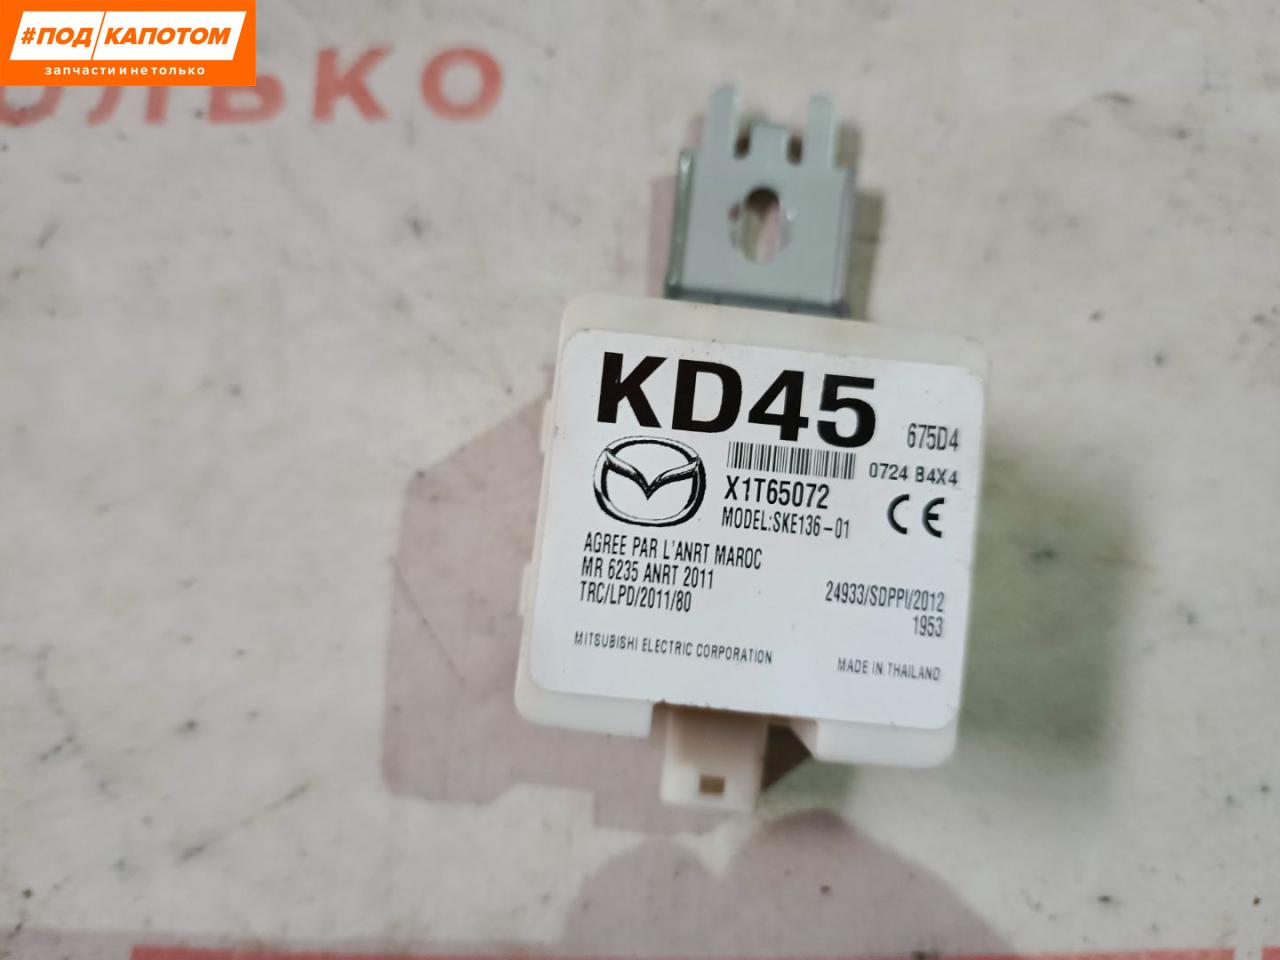 #ПОД КАПОТОМ
запчасти и не только
ОЛЬКО
KD45
675D4
0724 B4X4
X1T65072
MODEL:SKE136-01
CE
AGREE PAR L'ANRT MAROC
MR 6235 ANRT 2011
TRC/LPD/2011/80
24933/SDPPI/2012
1953
MITSUBISHI ELECTRIC CORPORATION
MADE IN THAILAND